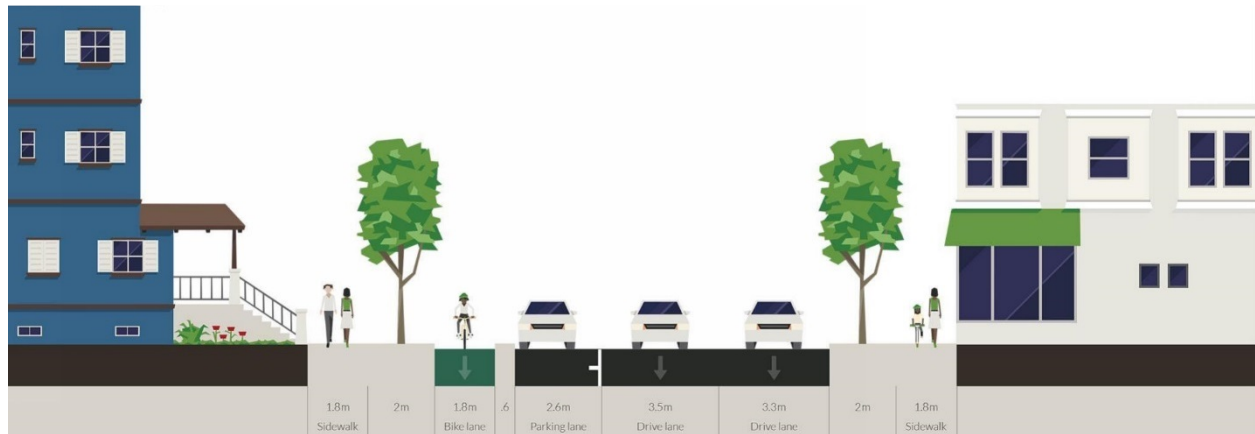 1.8m
Sidewalk
2m
1.8m
Bike lane
.6
2.6m
Parking lane
3.5m
Drive lane
3.3m
Drive lane
2m
1.8m
Sidewalk